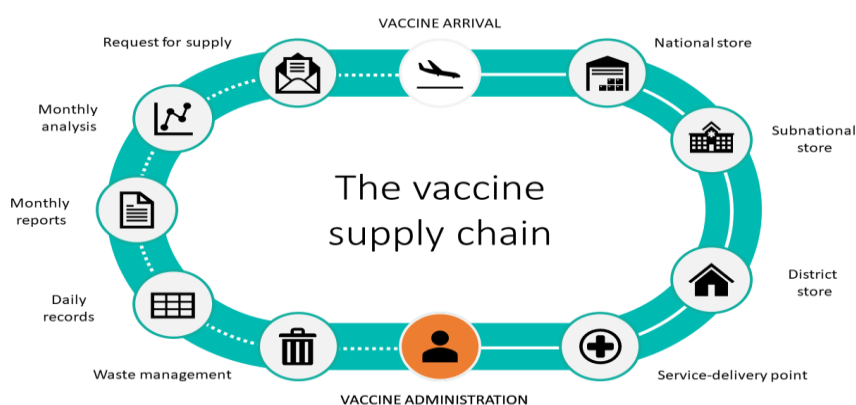 VACCINE ARRIVAL
Request for supply
National store
Monthly
analysis
Subnational
store
The vaccine
supply chain
Monthly
reports
District
store
Daily
records
Waste management
Service-delivery point
VACCINE ADMINISTRATION